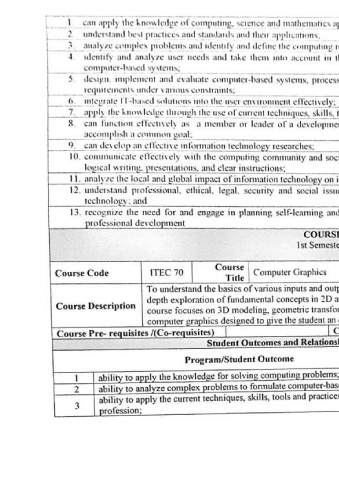 1. can apply the knowledge of computing, science and mathematics ap
2. understand best practices and standards and their applications;
3. analyze complex problems and identify and define the computing r
4. identify and analyze user needs and take them into account in th
computer-based systems;
5. design, implement and evaluate computer-based systems, process
requirements under various constraints;
6. integrate IT-based solutions into the user environment effectively;
7. apply the knowledge through the use of current techniques, skills, t
8. can function effectively as a member or leader of a developme
accomplish a common goal;
9. can develop an effective information technology researches;
10. communicate effectively with the computing community and soci
logical writing, presentations, and clear instructions;
11. analyze the local and global impact of information technology on i
12. understand professional, ethical, legal, security and social issu
technology; and
13. recognize the need for and engage in planning self-learning and
professional development
COURS
1st Semeste
Course Code ITEC 70 Course Title Computer Graphics
Course Description To understand the basics of various inputs and outp
depth exploration of fundamental concepts in 2D a
course focuses on 3D modeling, geometric transfor
computer graphics designed to give the student an
Course Pre- requisites /(Co-requisites) C
Student Outcomes and Relations
Program/Student Outcome
1 ability to apply the knowledge for solving computing problems;
2 ability to analyze complex problems to formulate computer-bas
3 ability to apply the current techniques, skills, tools and practice
profession;